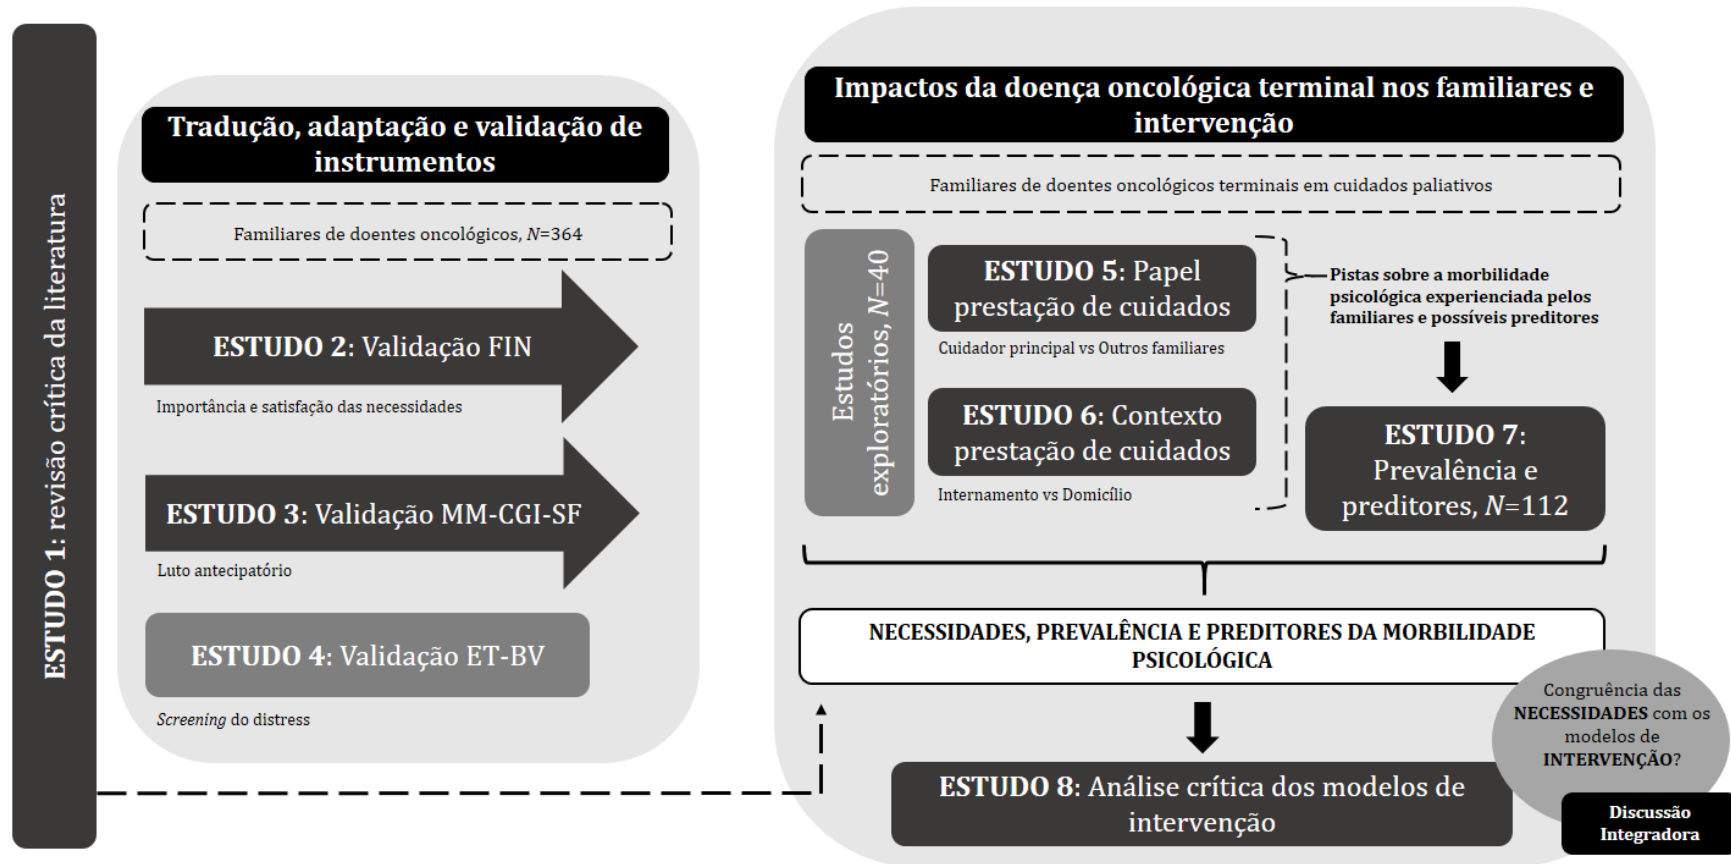 ESTUDO 1: revisão crítica da literatura
Tradução, adaptação e validação de
instrumentos
Familiares de doentes oncológicos, N=364
ESTUDO 2: Validação FIN
Importância e satisfação das necessidades
ESTUDO 3: Validação MM-CGI-SF
Luto antecipatório
ESTUDO 4: Validação ET-BV
Screening do distress
Impactos da doença oncológica terminal nos familiares e
intervenção
Familiares de doentes oncológicos terminais em cuidados paliativos
Estudos
exploratórios, N=40
ESTUDO 5: Papel
prestação de cuidados
Cuidador principal vs Outros familiares
ESTUDO 6: Contexto
prestação de cuidados
Internamento vs Domicílio
Pistas sobre a morbilidade
psicológica experienciada pelos
familiares e possíveis preditores
ESTUDO 7:
Prevalência e
preditores, N=112
NECESSIDADES, PREVALÊNCIA E PREDITORES DA MORBILIDADE
PSICOLÓGICA
ESTUDO 8: Análise crítica dos modelos de
intervenção
Congruência das
NECESSIDADES com os
modelos de
INTERVENÇÃO?
Discussão
Integradora